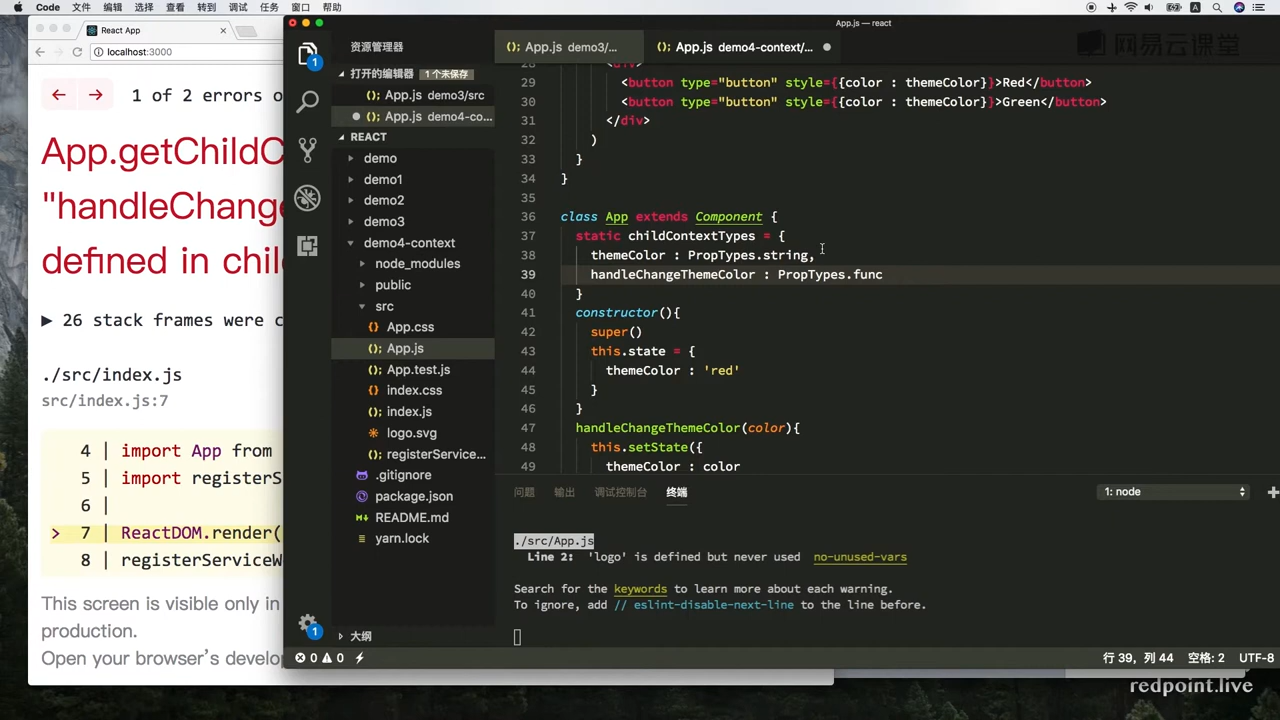 Code 文件 编辑 选择 查看 转到 调试 任务 窗口 帮助
React App
localhost:3000
1 of 2 errors o
App.getChildC
"handleChange
defined in chil
▶ 26 stack frames were c
./src/index.js
src/index.js:7
4 | import App from
5 | import registerS
6 |
> 7 | ReactDOM.render(
8 | registerServiceW
This screen is visible only in
production.
Open your browser's develop
App.js — react
资源管理器
打开的编辑器 1 个未保存
App.js demo3/src
App.js demo4-co...
REACT
demo
demo1
demo2
demo3
demo4-context
node_modules
public
src
App.css
App.js
App.test.js
index.css
index.js
logo.svg
registerService...
.gitignore
package.json
README.md
yarn.lock
大纲
App.js demo3/...
App.js demo4-context/...
网易云课堂
28 <div>
29 <button type="button" style={{color : themeColor}}>Red</button>
30 <button type="button" style={{color : themeColor}}>Green</button>
31 </div>
32 )
33 }
34 }
35
36 class App extends Component {
37 static childContextTypes = {
38 themeColor : PropTypes.string,
39 handleChangeThemeColor : PropTypes.func
40 }
41 constructor(){
42 super()
43 this.state = {
44 themeColor : 'red'
45 }
46 }
47 handleChangeThemeColor(color){
48 this.setState({
49 themeColor : color
问题 输出 调试控制台 终端
1: node
./src/App.js
Line 2: 'logo' is defined but never used no-unused-vars
Search for the keywords to learn more about each warning.
To ignore, add // eslint-disable-next-line to the line before.
0 0
行 39，列 44 空格: 2 UTF-8
redpoint.live